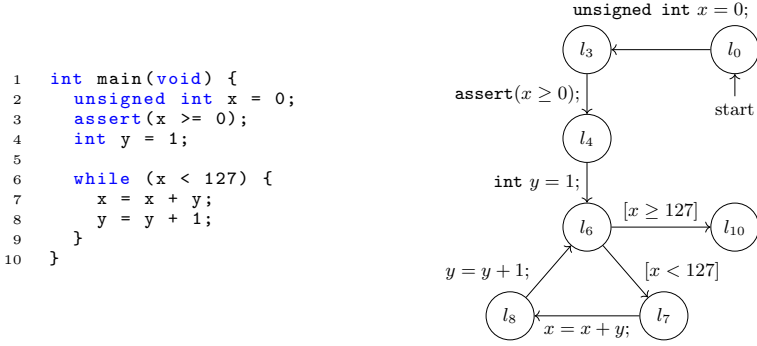 1 int main(void) {
2 unsigned int x = 0;
3 assert(x >= 0);
4 int y = 1;
5
6 while (x < 127) {
7 x = x + y;
8 y = y + 1;
9 }
10 }
unsigned int x = 0;
l3
l0
assert(x ≥ 0);
start
l4
int y = 1;
[x ≥ 127]
l6
l10
y = y + 1;
[x < 127]
l8
l7
x = x + y;